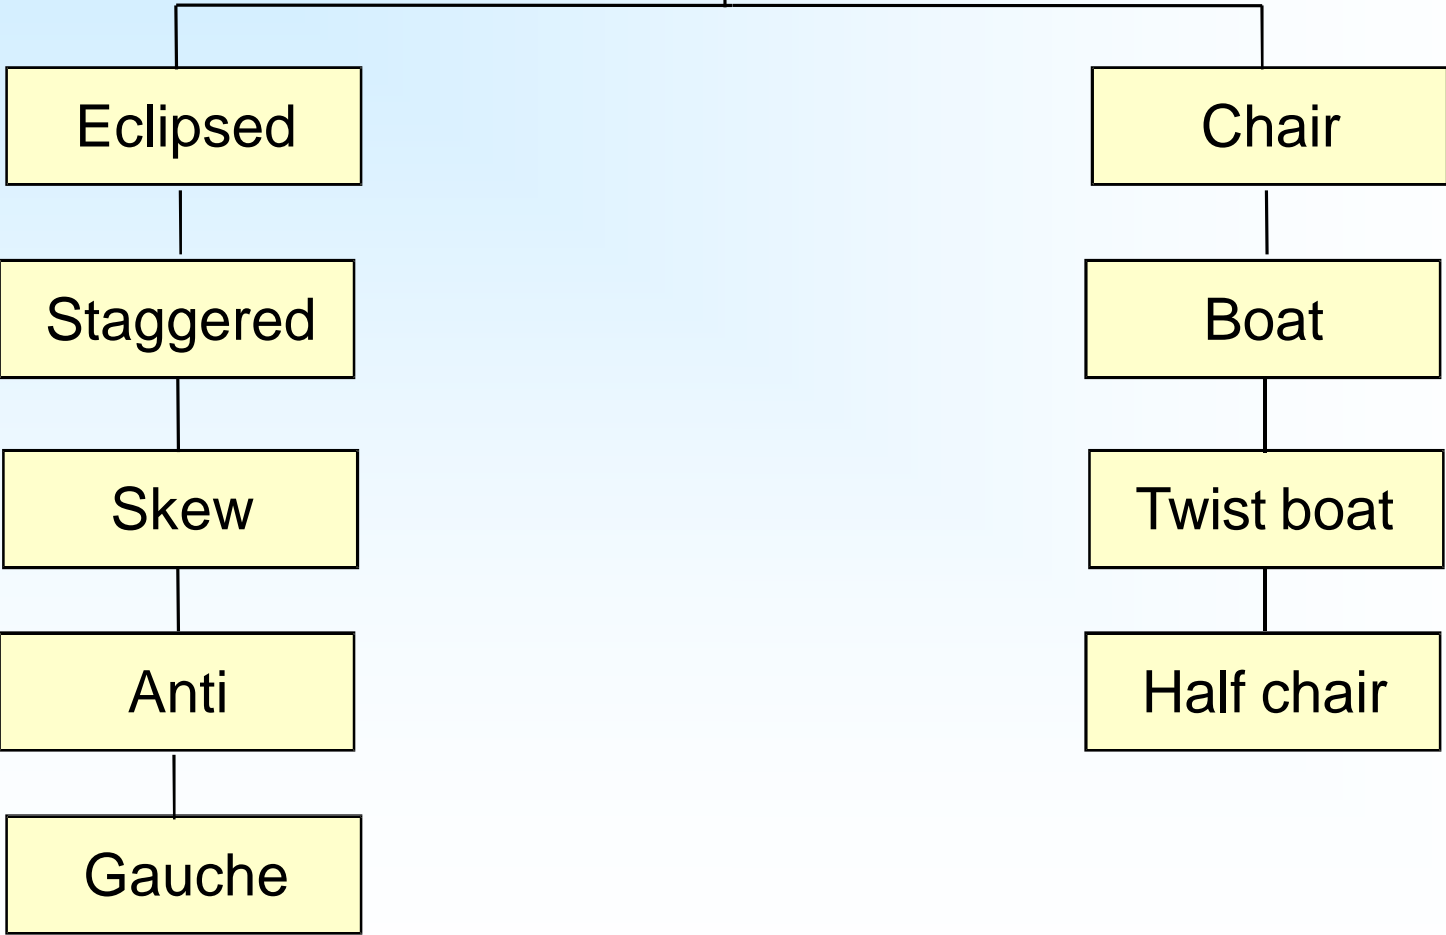 Eclipsed
Staggered
Skew
Anti
Gauche
Chair
Boat
Twist boat
Half chair